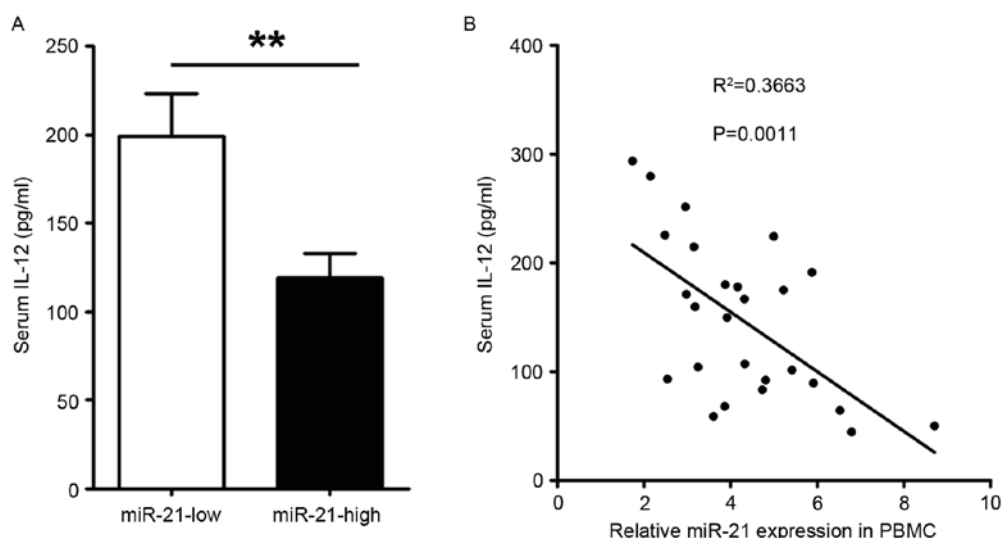 A
**
250
200
150
100
50
0
Serum IL-12 (pg/ml)
miR-21-low
miR-21-high
B
400
300
200
100
0
Serum IL-12 (pg/ml)
R²=0.3663
P=0.0011
0
2
4
6
8
10
Relative miR-21 expression in PBMC